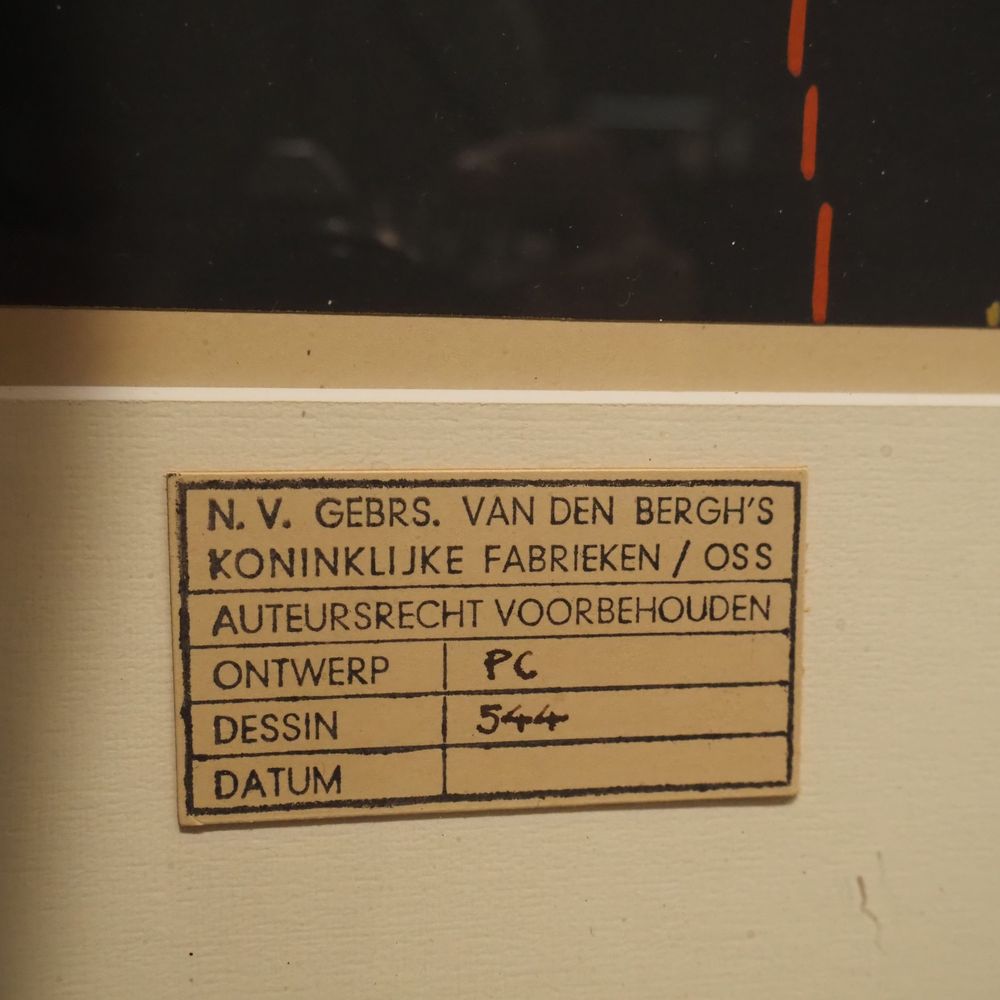 N. V. GEBRS. VAN DEN BERGH'S
KONINKLIJKE FABRIEKEN / OSS
AUTEURSRECHT VOORBEHOUDEN
ONTWERP PC
DESSIN 544
DATUM